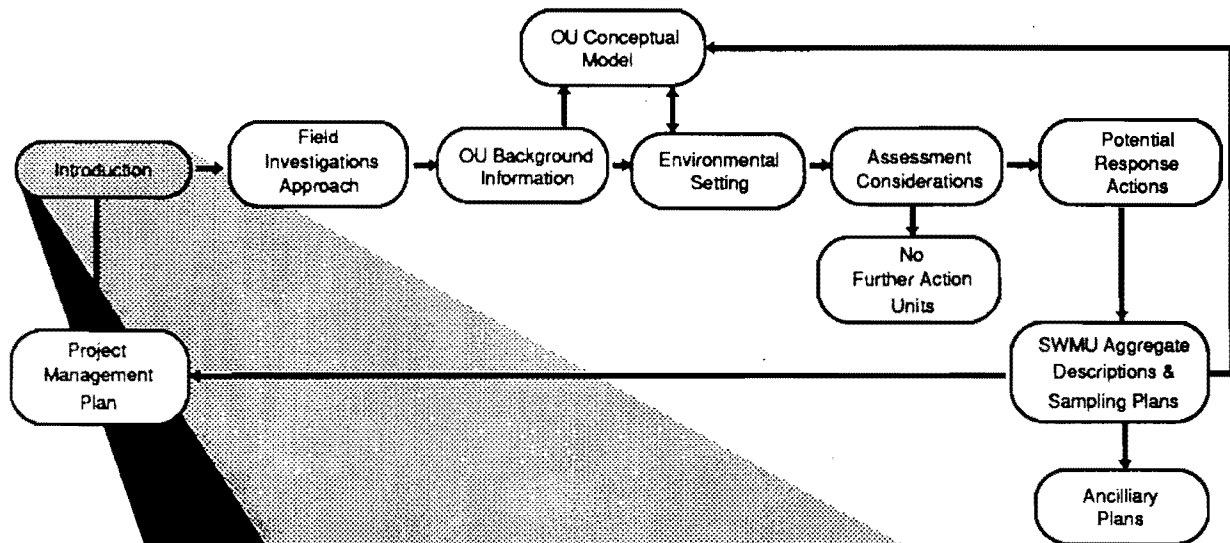 OU Conceptual
Model
Introduction
Field
Investigations
Approach
OU Background
Information
Environmental
Setting
Assessment
Considerations
Potential
Response
Actions
No
Further Action
Units
Project
Management
Plan
SWMU Aggregate
Descriptions &
Sampling Plans
Ancilliary
Plans